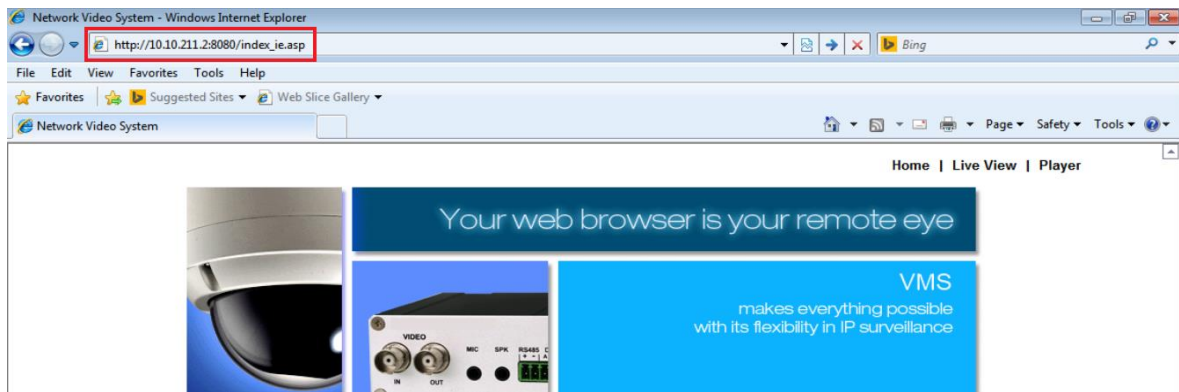 Network Video System - Windows Internet Explorer
http://10.10.211.2:8080/index_ie.asp
Bing
File Edit View Favorites Tools Help
Favorites Suggested Sites Web Slice Gallery
Network Video System
Page Safety Tools
Home | Live View | Player
Your web browser is your remote eye
VMS
makes everything possible
with its flexibility in IP surveillance
VIDEO
MIC SPK RS485
+ -
IN OUT